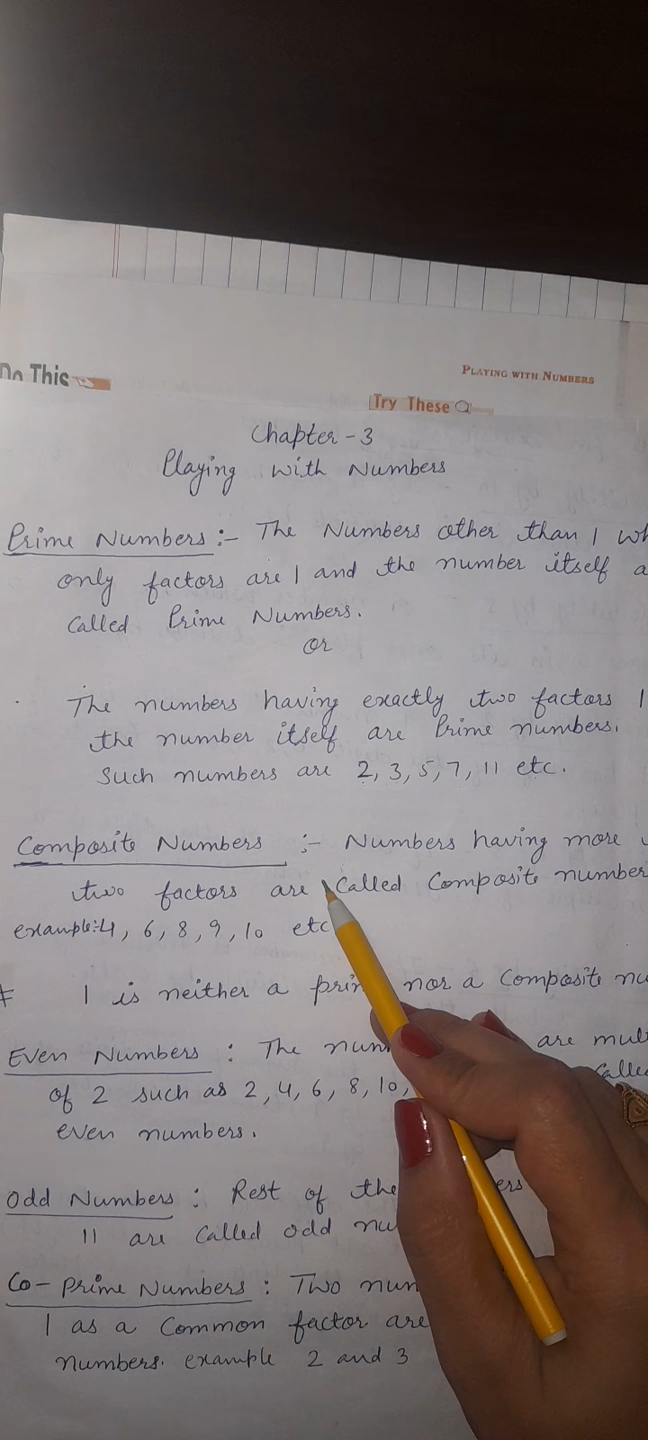 Do This
PLAYING WITH NUMBERS
Try These
Chapter - 3
Playing with Numbers
Prime Numbers :- The Numbers other than 1
only factors are 1 and the number itself
called Prime Numbers.
or
The numbers having exactly two factors 1
the number itself are Prime numbers.
Such numbers are 2, 3, 5, 7, 11 etc.
Composite Numbers :- Numbers having more
two factors are called Composite number
example:- 4, 6, 8, 9, 10 etc
1 is neither a prim nor a Composite nu
Even Numbers : The num are mul
of 2 such as 2, 4, 6, 8, 10, calle
even numbers.
Odd Numbers : Rest of the ers
11 are called odd nu
Co-prime Numbers : Two num
1 as a Common factor are
numbers. example 2 and 3